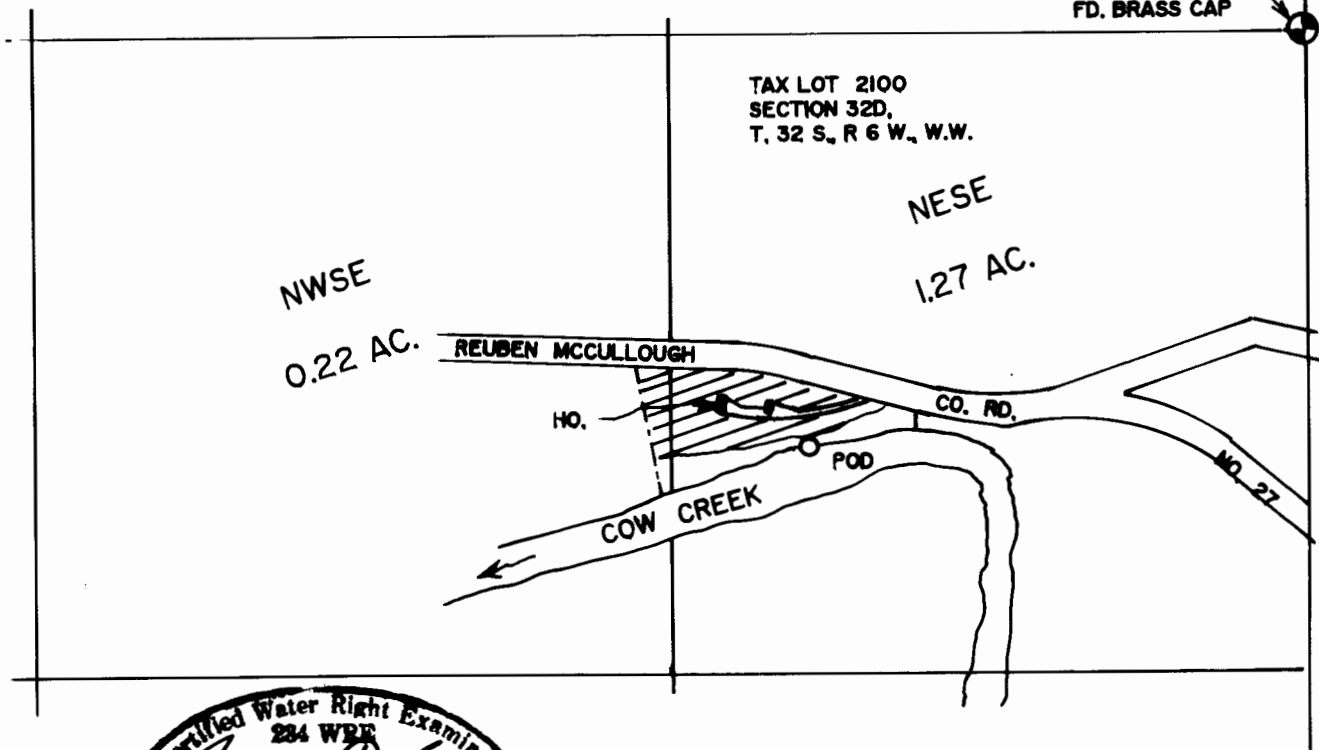 FD. BRASS CAP
TAX LOT 2100
SECTION 32D,
T. 32 S., R 6 W., W.W.
NESE
1.27 AC.
NWSE
0.22 AC.
REUBEN MCCULLOUGH
CO. RD.
HO.
POD
NO. 27
COW CREEK
Certified Water Right Examin
284 WRE